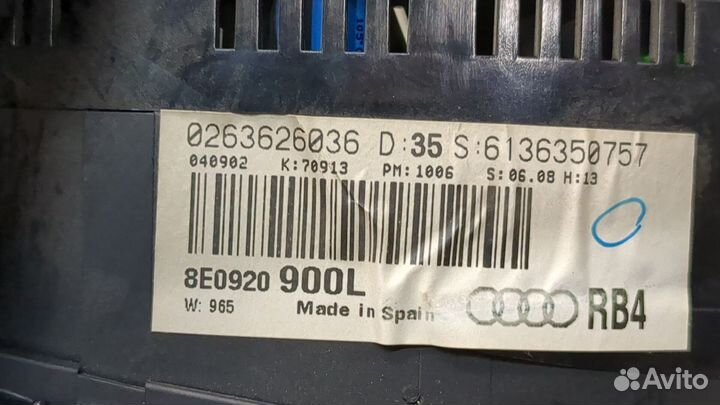 0263626036 D:35 S:6136350757
040902 K:70913 PM:1006 S:06.08 H:13
8E0920 900L
W: 965 Made in Spain RB4
Avito